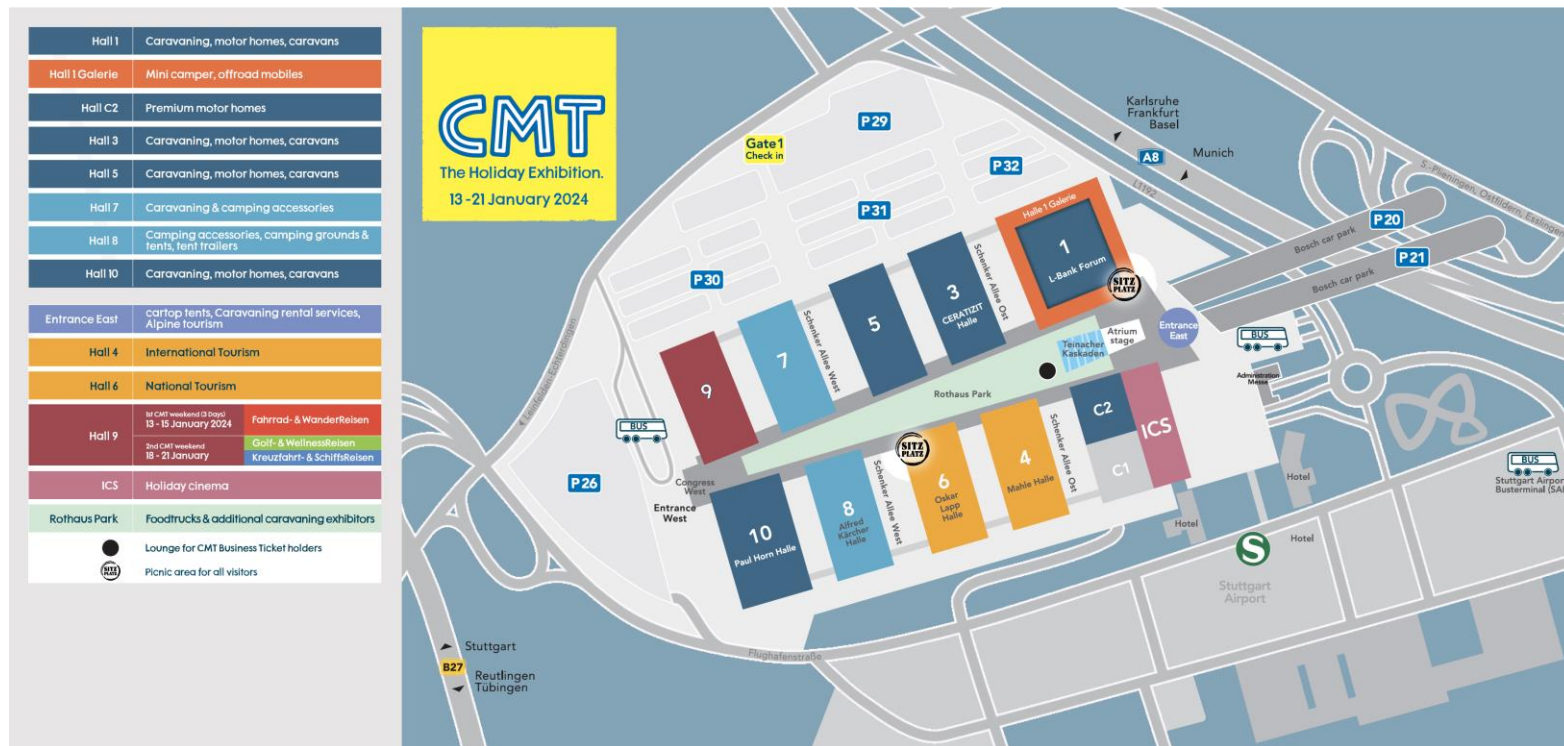 Hall 1 Caravaning, motor homes, caravans
Hall 1 Galerie Mini camper, offroad mobiles
Hall C2 Premium motor homes
Hall 3 Caravaning, motor homes, caravans
Hall 5 Caravaning, motor homes, caravans
Hall 7 Caravaning & camping accessories
Hall 8 Camping accessories, camping grounds &
tents, tent trailers
Hall 10 Caravaning, motor homes, caravans
Entrance East cartop tents, Caravaning rental services,
Alpine tourism
Hall 4 International Tourism
Hall 6 National Tourism
Hall 9
1st CMT weekend (3 Days)
13 - 15 January 2024
Fahrrad- & WanderReisen
2nd CMT weekend
18 - 21 January
Golf- & WellnessReisen
Kreuzfahrt- & SchiffsReisen
ICS Holiday cinema
Rothaus Park Foodtrucks & additional caravaning exhibitors
Lounge for CMT Business Ticket holders
SITZ
PLATZ
Picnic area for all visitors
CMT
The Holiday Exhibition.
13-21 January 2024
Gate 1
Check in
P29
P32
P31
P30
P26
Karlsruhe
Frankfurt
Basel
A8
Munich
L1192
S.-Plieningen, Ostfildern, Esslingen
P20
Bosch car park
P21
Bosch car park
Leinfelden-Echterdingen
Halle 1 Galerie
1
L-Bank Forum
SITZ
PLATZ
Schenker Allee Ost
3
CERATIZIT
Halle
5
Schenker Allee West
7
9
Entrance
East
Atrium
stage
Teinacher
Kaskaden
Rothaus Park
BUS
Administration
Messe
BUS
Congress
West
Entrance
West
10
Paul Horn Halle
8
Alfred
Kärcher
Halle
Schenker Allee West
SITZ
PLATZ
6
Oskar
Lapp
Halle
4
Mahle Halle
Schenker Allee Ost
C2
C1
ICS
Hotel
Hotel
Hotel
BUS
Stuttgart Airport
Busterminal
S
Stuttgart
Airport
Flughafenstraße
Stuttgart
B27
Reutlingen
Tübingen